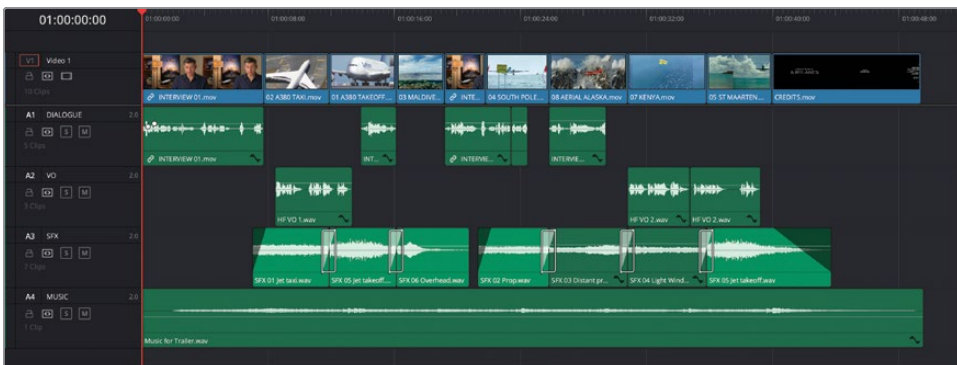 01:00:00:00
01:00:00:00 01:00:08:00 01:00:16:00 01:00:24:00 01:00:32:00 01:00:40:00 01:00:48:00
V1 Video 1
10 Clips
INTERVIEW 01.mov 02 A380 TAXI.mov 01 A380 TAKEOFF.... 03 MALDIVE... INTE... 04 SOUTH POLE... 08 AERIAL ALASKA.mov 07 KENYA.mov 05 ST MAARTEN.... CREDITS.mov
A1 DIALOGUE 2.0
S M
5 Clips
INTERVIEW 01.mov INT... INTERVIE... INTERVIE...
A2 VO 2.0
S M
3 Clips
HF VO 1.wav HF VO 2.wav HF VO 2.wav
A3 SFX 2.0
S M
7 Clips
SFX 01 Jet taxi.wav SFX 05 Jet takeoff.... SFX 06 Overhead.wav SFX 02 Prop.wav SFX 03 Distant pr... SFX 04 Light Wind... SFX 05 Jet takeoff.wav
A4 MUSIC 2.0
S M
1 Clip
Music for Trailer.wav